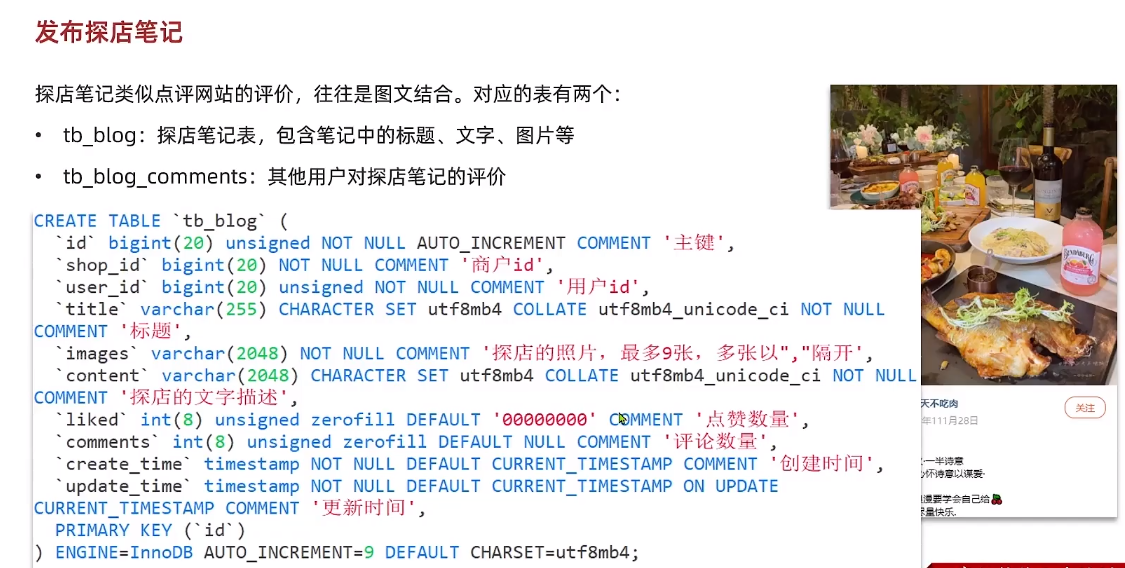 发布探店笔记
探店笔记类似点评网站的评价，往往是图文结合。对应的表有两个：
• tb_blog：探店笔记表，包含笔记中的标题、文字、图片等
• tb_blog_comments：其他用户对探店笔记的评价
CREATE TABLE `tb_blog` (
  `id` bigint(20) unsigned NOT NULL AUTO_INCREMENT COMMENT '主键',
  `shop_id` bigint(20) NOT NULL COMMENT '商户id',
  `user_id` bigint(20) unsigned NOT NULL COMMENT '用户id',
  `title` varchar(255) CHARACTER SET utf8mb4 COLLATE utf8mb4_unicode_ci NOT NULL
COMMENT '标题',
  `images` varchar(2048) NOT NULL COMMENT '探店的照片，最多9张，多张以","隔开',
  `content` varchar(2048) CHARACTER SET utf8mb4 COLLATE utf8mb4_unicode_ci NOT NULL
COMMENT '探店的文字描述',
  `liked` int(8) unsigned zerofill DEFAULT '00000000' COMMENT '点赞数量',
  `comments` int(8) unsigned zerofill DEFAULT NULL COMMENT '评论数量',
  `create_time` timestamp NOT NULL DEFAULT CURRENT_TIMESTAMP COMMENT '创建时间',
  `update_time` timestamp NOT NULL DEFAULT CURRENT_TIMESTAMP ON UPDATE
CURRENT_TIMESTAMP COMMENT '更新时间',
  PRIMARY KEY (`id`)
) ENGINE=InnoDB AUTO_INCREMENT=9 DEFAULT CHARSET=utf8mb4;
天不吃肉
关注
年111月28日
一半诗意
怀诗意以谋爱·
要学会自己给
量快乐.